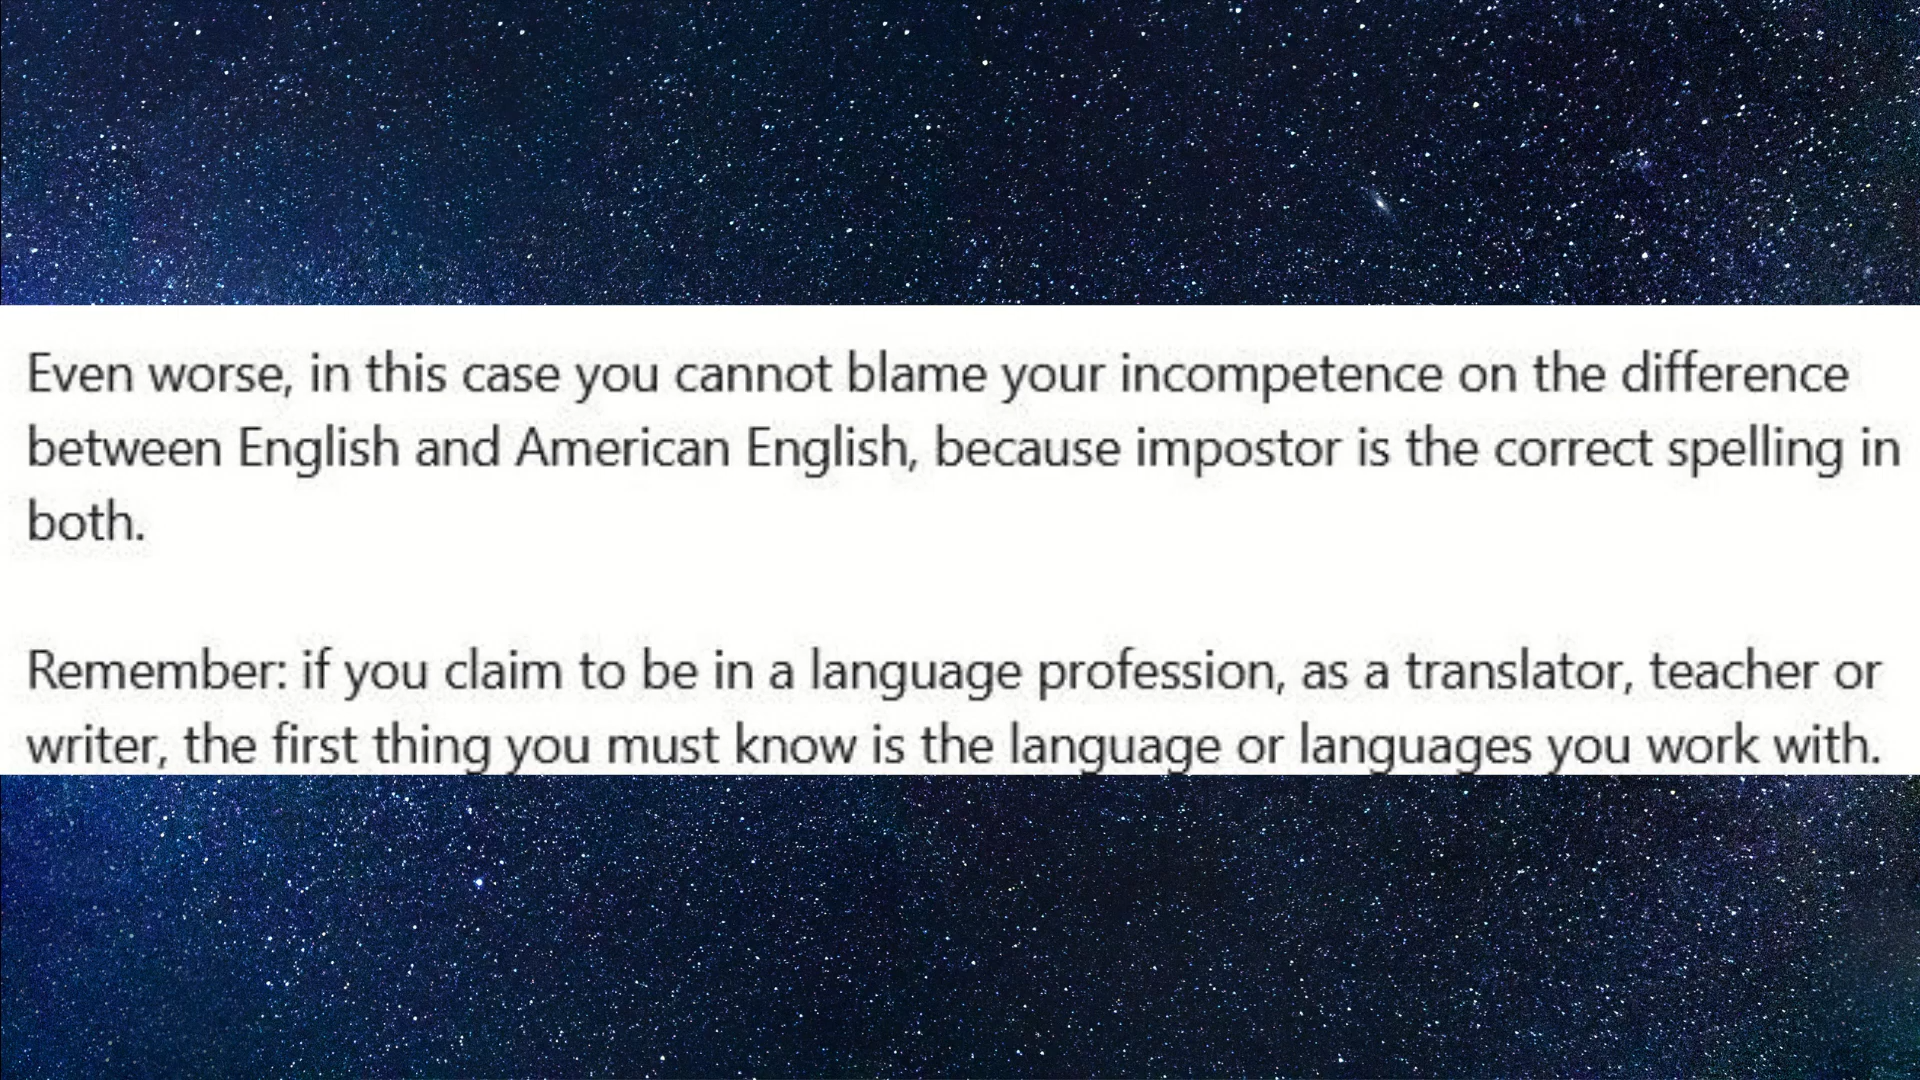 Even worse, in this case you cannot blame your incompetence on the difference
between English and American English, because impostor is the correct spelling in
both.
Remember: if you claim to be in a language profession, as a translator, teacher or
writer, the first thing you must know is the language or languages you work with.